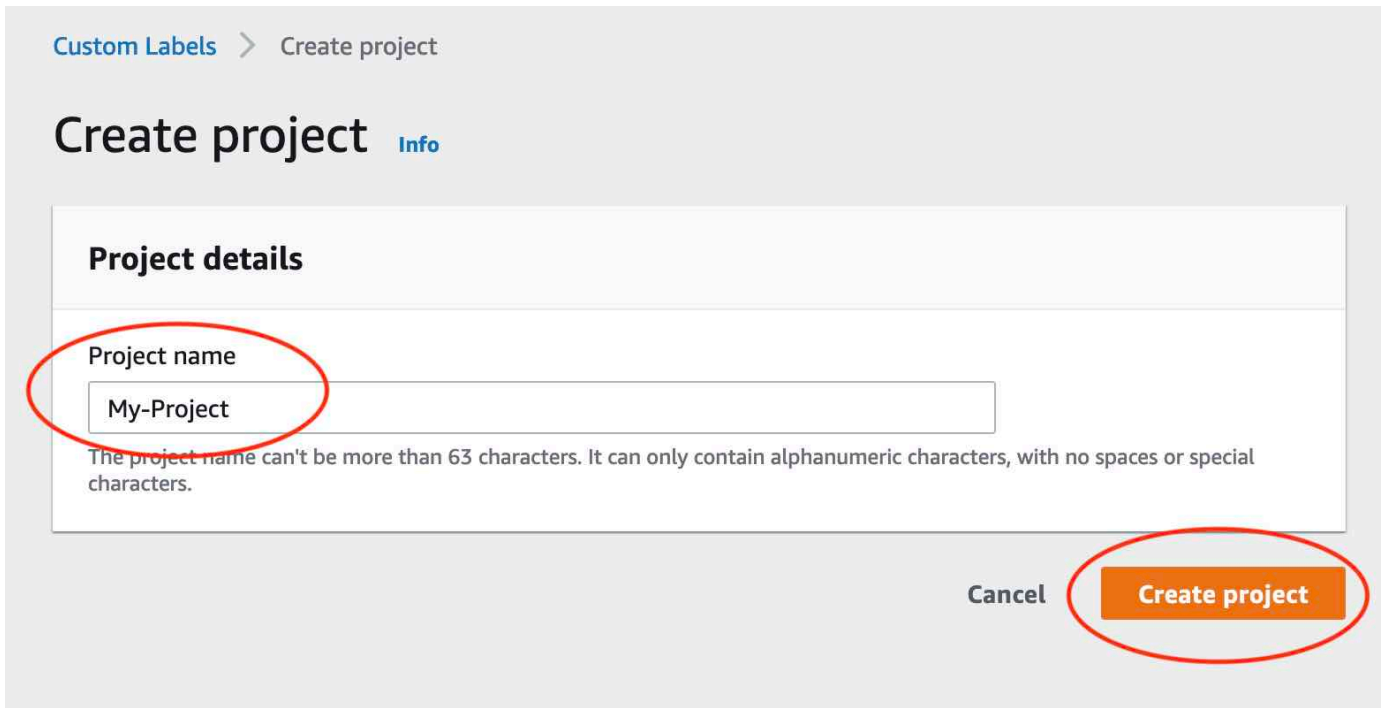 Custom Labels > Create project
Create project Info
Project details
Project name
My-Project
The project name can't be more than 63 characters. It can only contain alphanumeric characters, with no spaces or special
characters.
Cancel Create project